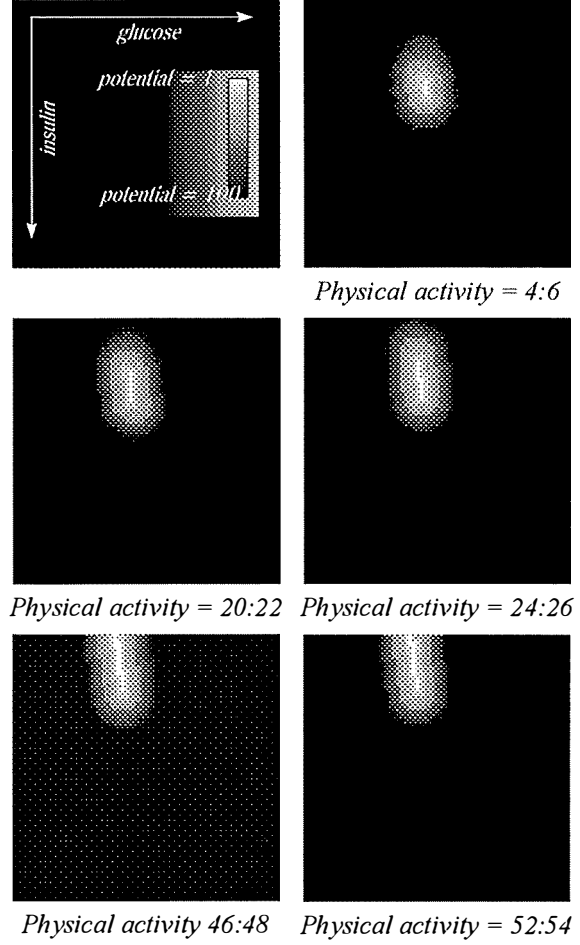 glucose
potential = 1
insulin
potential = 100
Physical activity = 4:6
Physical activity = 20:22
Physical activity = 24:26
Physical activity 46:48
Physical activity = 52:54